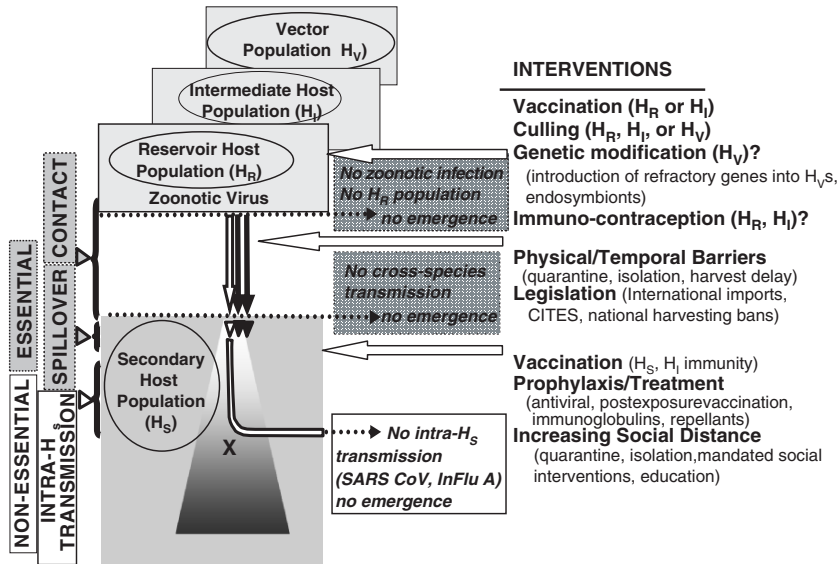 Vector
Population H_V)
Intermediate Host
Population (H_I)
Reservoir Host
Population (H_R)
Zoonotic Virus
No zoonotic infection
No H_R population
no emergence
No cross-species
transmission
no emergence
Secondary
Host
Population
(H_S)
X
No intra-H_S
transmission
(SARS CoV, InFlu A)
no emergence
ESSENTIAL
NON-ESSENTIAL
CONTACT
SPILLOVER
INTRA-H_S
TRANSMISSION
INTERVENTIONS
Vaccination (H_R or H_I)
Culling (H_R, H_I, or H_V)
Genetic modification (H_V)?
(introduction of refractory genes into H_Vs,
endosymbionts)
Immuno-contraception (H_R, H_I)?
Physical/Temporal Barriers
(quarantine, isolation, harvest delay)
Legislation (International imports,
CITES, national harvesting bans)
Vaccination (H_S, H_I immunity)
Prophylaxis/Treatment
(antiviral, postexposurevaccination,
immunoglobulins, repellants)
Increasing Social Distance
(quarantine, isolation,mandated social
interventions, education)